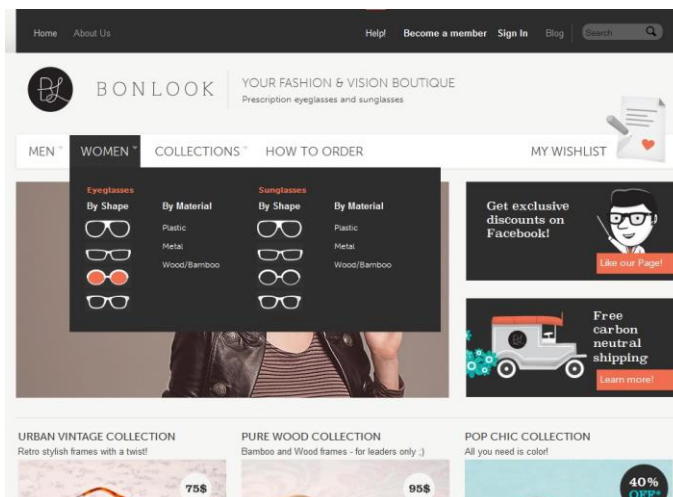 Home About Us Help! Become a member Sign In Blog Search
BONLOOK
YOUR FASHION & VISION BOUTIQUE
Prescription eyeglasses and sunglasses
MEN WOMEN COLLECTIONS HOW TO ORDER MY WISHLIST
Eyeglasses Sunglasses
By Shape By Material By Shape By Material
Plastic Plastic
Metal Metal
Wood/Bamboo Wood/Bamboo
Get exclusive
discounts on
Facebook!
Like our Page!
Free
carbon
neutral
shipping
Learn more!
URBAN VINTAGE COLLECTION PURE WOOD COLLECTION POP CHIC COLLECTION
Retro stylish frames with a twist! Bamboo and Wood frames - for leaders only ;) All you need is color!
75$ 95$ 40%
OFF*